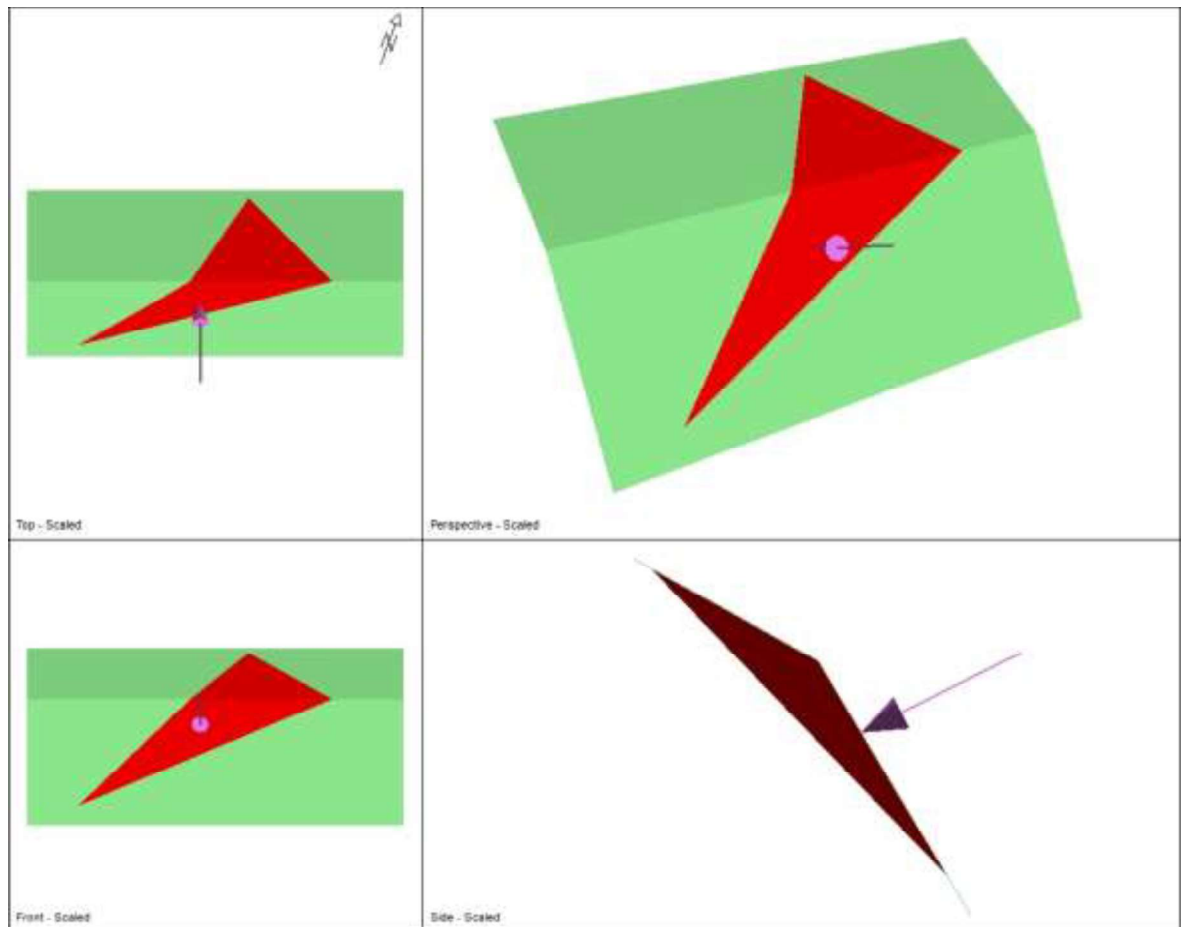 N
Top - Scaled
Perspective - Scaled
Front - Scaled
Side - Scaled